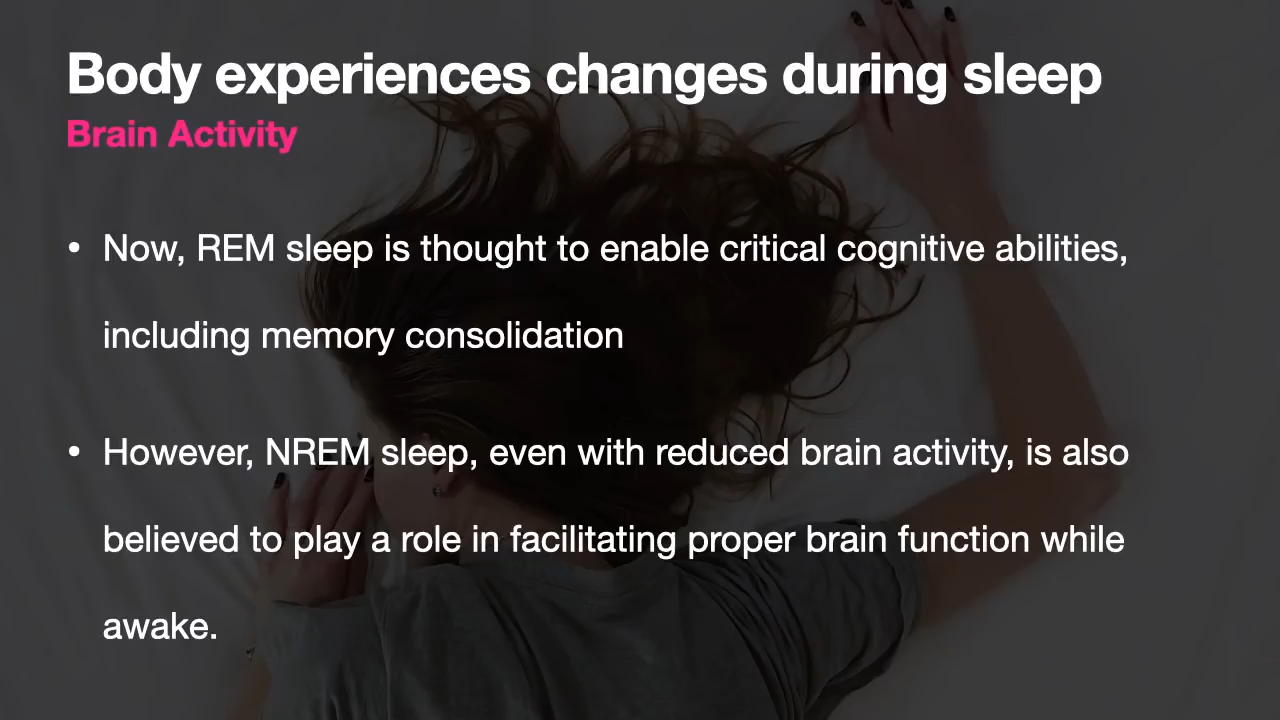 Body experiences changes during sleep
Brain Activity
• Now, REM sleep is thought to enable critical cognitive abilities,
including memory consolidation
• However, NREM sleep, even with reduced brain activity, is also
believed to play a role in facilitating proper brain function while
awake.